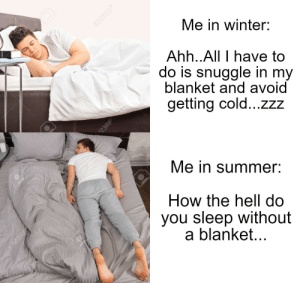 Me in winter:
Ahh..All I have to
do is snuggle in my
blanket and avoid
getting cold...zzz
Me in summer:
How the hell do
you sleep without
a blanket...